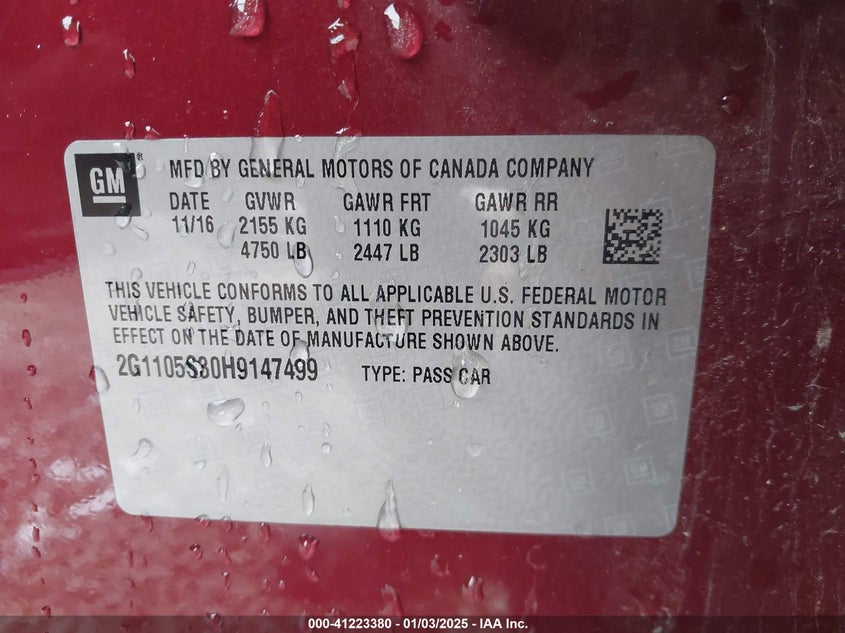 GM ®
MFD BY GENERAL MOTORS OF CANADA COMPANY
DATE GVWR GAWR FRT GAWR RR
11/16 2155 KG 1110 KG 1045 KG
4750 LB 2447 LB 2303 LB
THIS VEHICLE CONFORMS TO ALL APPLICABLE U.S. FEDERAL MOTOR
VEHICLE SAFETY, BUMPER, AND THEFT PREVENTION STANDARDS IN
EFFECT ON THE DATE OF MANUFACTURE SHOWN ABOVE.
2G1105S30H9147499 TYPE: PASS CAR
000-41223380 - 01/03/2025 - IAA Inc.